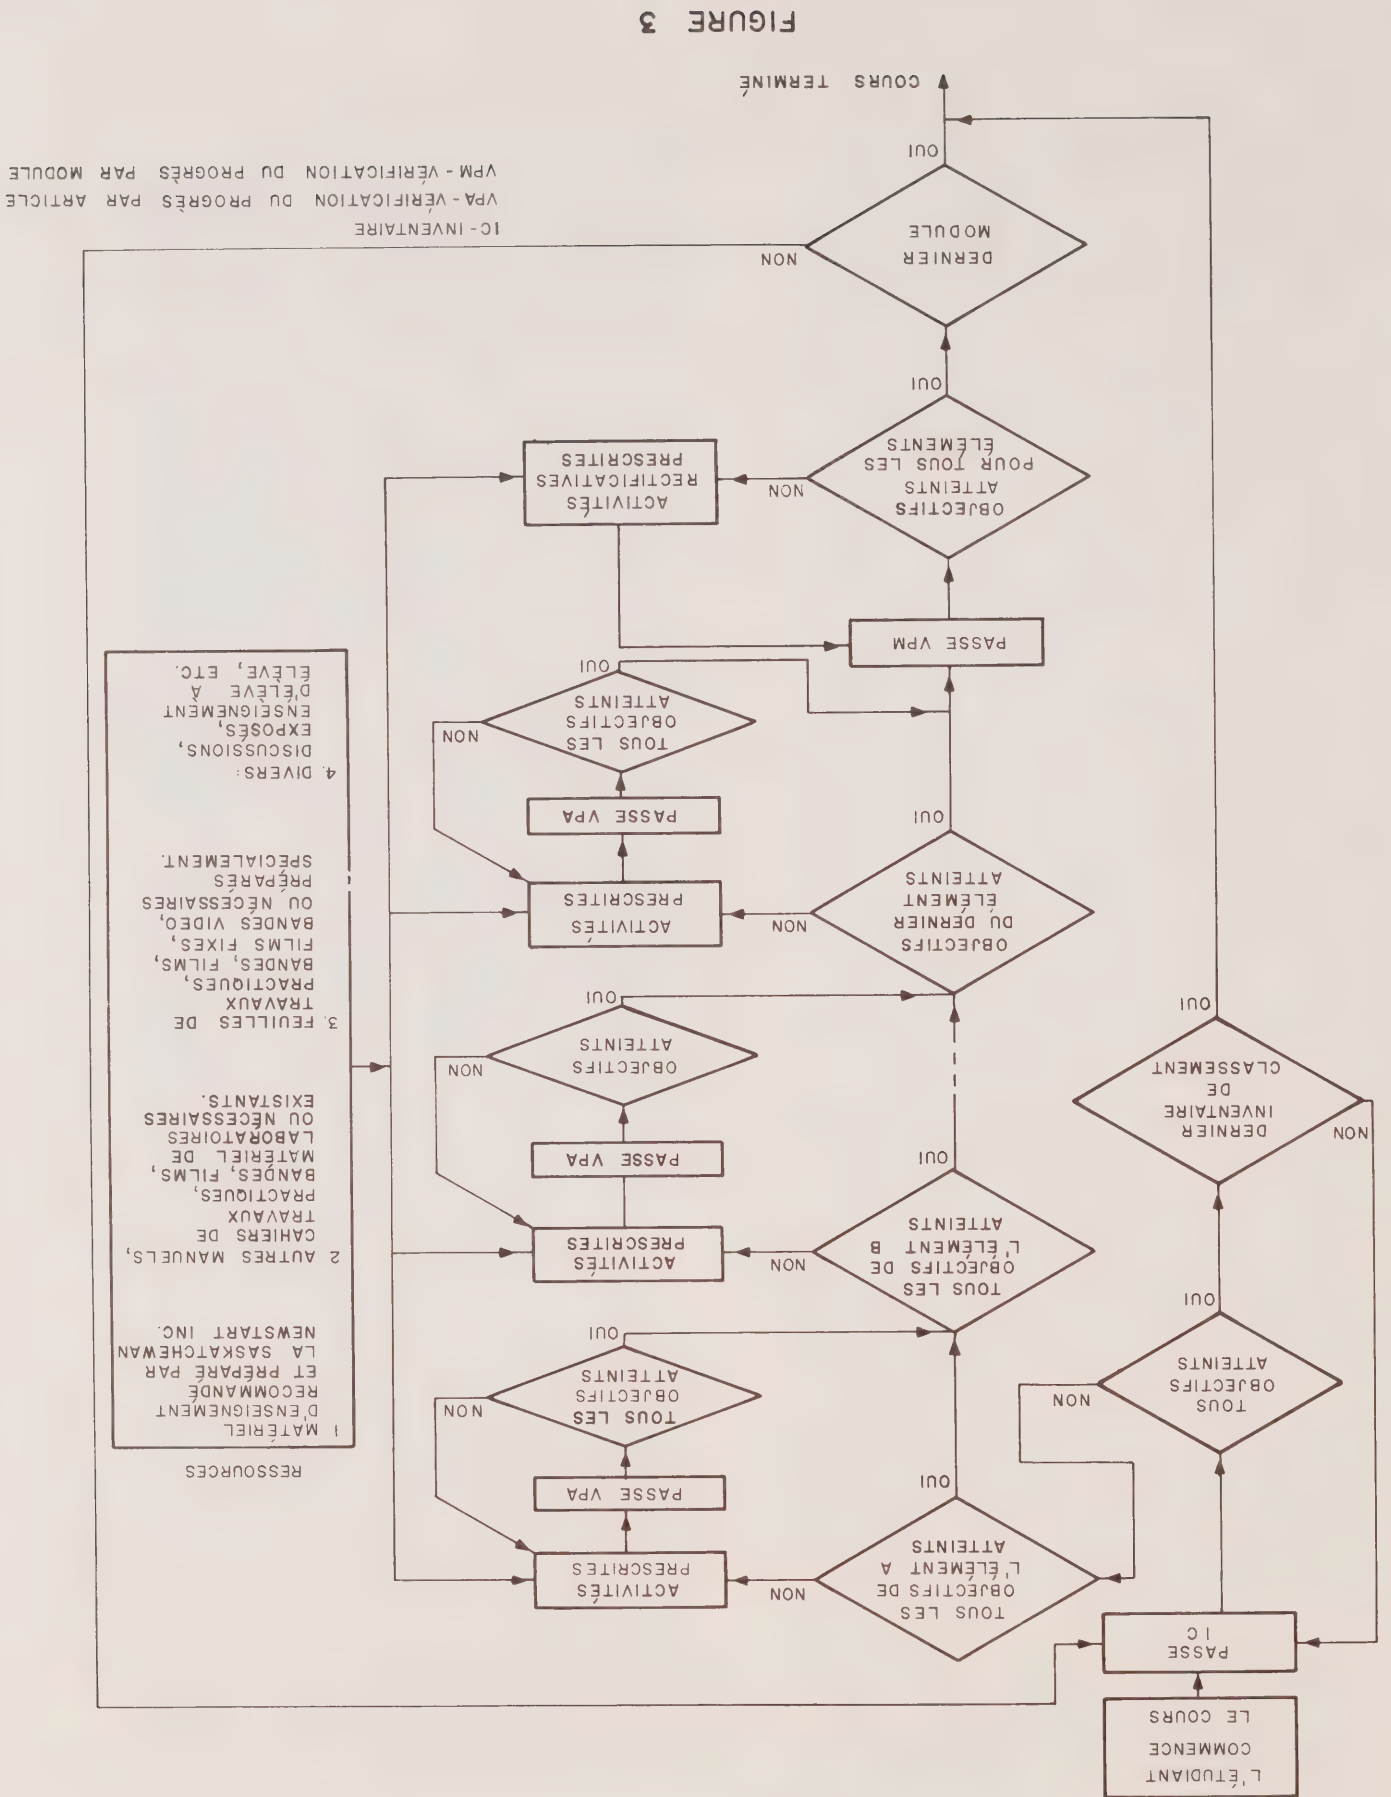 L'ÉTUDIANT
COMMENCE
LE COURS
PASSE
IC
TOUS
OBJECTIFS
ATTEINTS
NON
OUI
DERNIER
INVENTAIRE
DE
CLASSEMENT
NON
OUI
TOUS LES
OBJECTIFS DE
L'ÉLÉMENT A
ATTEINTS
NON
OUI
ACTIVITÉS
PRESCRITES
PASSE VPA
TOUS LES
OBJECTIFS
ATTEINTS
NON
OUI
TOUS LES
OBJECTIFS DE
L'ÉLÉMENT B
ATTEINTS
NON
OUI
ACTIVITÉS
PRESCRITES
PASSE VPA
OBJECTIFS
ATTEINTS
NON
OUI
OBJECTIFS
DU DERNIER
ÉLÉMENT
ATTEINTS
NON
OUI
ACTIVITÉS
PRESCRITES
PASSE VPA
TOUS LES
OBJECTIFS
ATTEINTS
NON
OUI
PASSE VPM
OBJECTIFS
ATTEINTS
POUR TOUS LES
ÉLÉMENTS
NON
OUI
ACTIVITÉS
RECTIFICATIVES
PRESCRITES
DERNIER
MODULE
NON
OUI
COURS TERMINÉ
RESSOURCES
1 MATÉRIEL
D'ENSEIGNEMENT
RECOMMANDÉ
ET PRÉPARÉ PAR
LA SASKATCHEWAN
NEWSTART INC.
2 AUTRES MANUELS,
CAHIERS DE
TRAVAUX
PRACTIQUES,
BANDES, FILMS,
MATÉRIEL DE
LABORATOIRES
OU NÉCESSAIRES
EXISTANTS.
3. FEUILLES DE
TRAVAUX
PRACTIQUES,
BANDES, FILMS,
FILMS FIXES,
BANDES VIDEO,
OU NÉCESSAIRES
PRÉPARÉS
SPÉCIALEMENT.
4. DIVERS:
DISCUSSIONS,
EXPOSÉS,
ENSEIGNEMENT
D'ÉLÈVE À
ÉLÈVE, ETC.
IC - INVENTAIRE
VPA - VÉRIFICATION DU PROGRÈS PAR ARTICLE
VPM - VÉRIFICATION DU PROGRÈS PAR MODULE
FIGURE 3